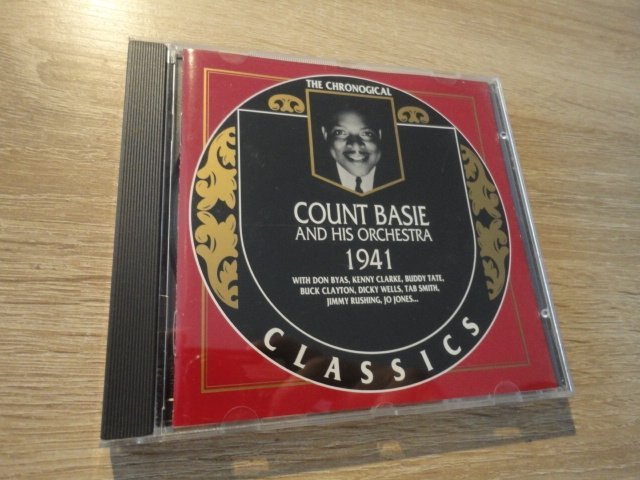 THE CHRONOGICAL
COUNT BASIE
AND HIS ORCHESTRA
1941
WITH DON BYAS, KENNY CLARKE, BUDDY TATE,
BUCK CLAYTON, DICKY WELLS, TAB SMITH,
JIMMY RUSHING, JO JONES...
CLASSICS